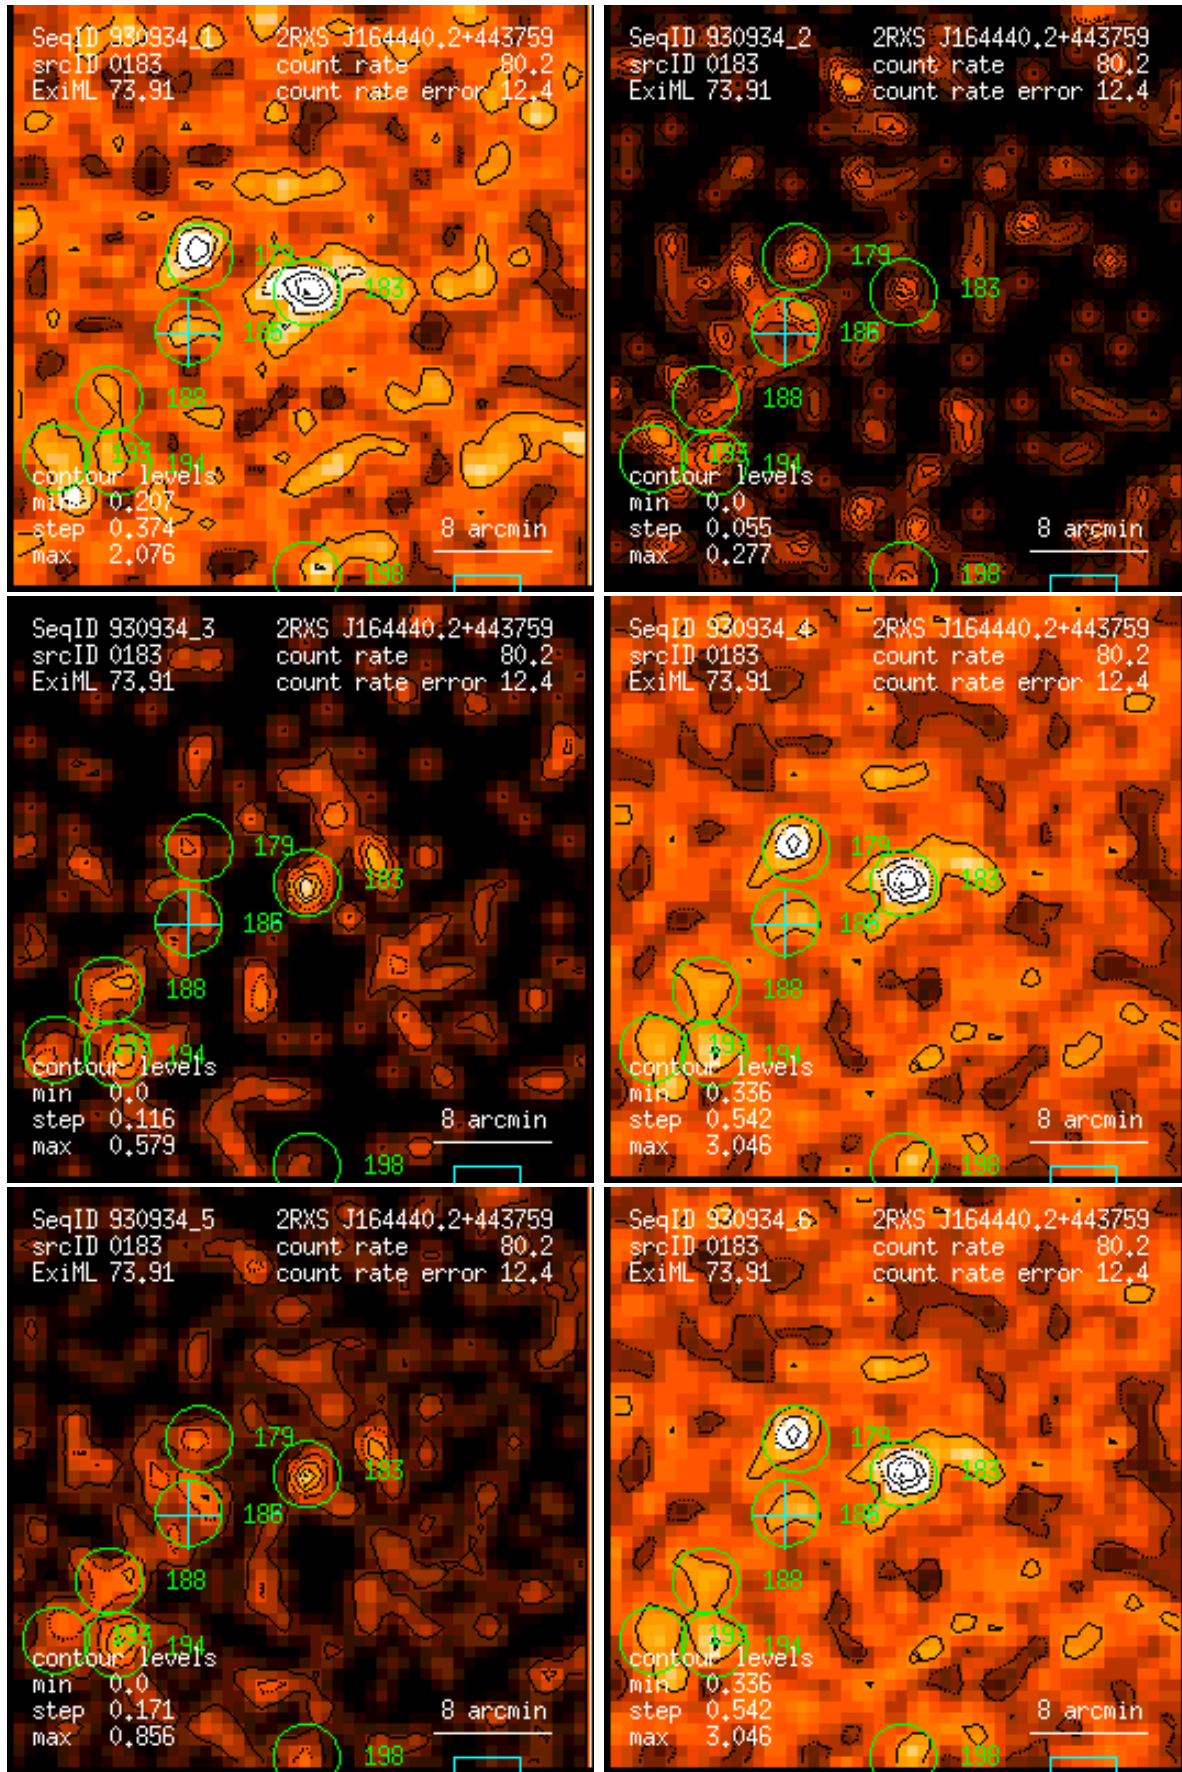 SeqID 930934_1 2RXS J164440.2+443759
srcID 0183 count rate 80.2
ExiML 73.91 count rate error 12.4
179
183
186
188
193 194
contour levels
min 0.207
step 0.374 8 arcmin
max 2.076
198
SeqID 930934_2 2RXS J164440.2+443759
srcID 0183 count rate 80.2
ExiML 73.91 count rate error 12.4
179
183
186
188
193 194
contour levels
min 0.0
step 0.055 8 arcmin
max 0.277
198
SeqID 930934_3 2RXS J164440.2+443759
srcID 0183 count rate 80.2
ExiML 73.91 count rate error 12.4
179
183
186
188
193 194
contour levels
min 0.0
step 0.116 8 arcmin
max 0.579
198
SeqID 930934_4 2RXS J164440.2+443759
srcID 0183 count rate 80.2
ExiML 73.91 count rate error 12.4
179
183
186
188
193 194
contour levels
min 0.336
step 0.542 8 arcmin
max 3.046
198
SeqID 930934_5 2RXS J164440.2+443759
srcID 0183 count rate 80.2
ExiML 73.91 count rate error 12.4
179
183
186
188
193 194
contour levels
min 0.0
step 0.171 8 arcmin
max 0.856
198
SeqID 930934_6 2RXS J164440.2+443759
srcID 0183 count rate 80.2
ExiML 73.91 count rate error 12.4
179
183
186
188
193 194
contour levels
min 0.336
step 0.542 8 arcmin
max 3.046
198